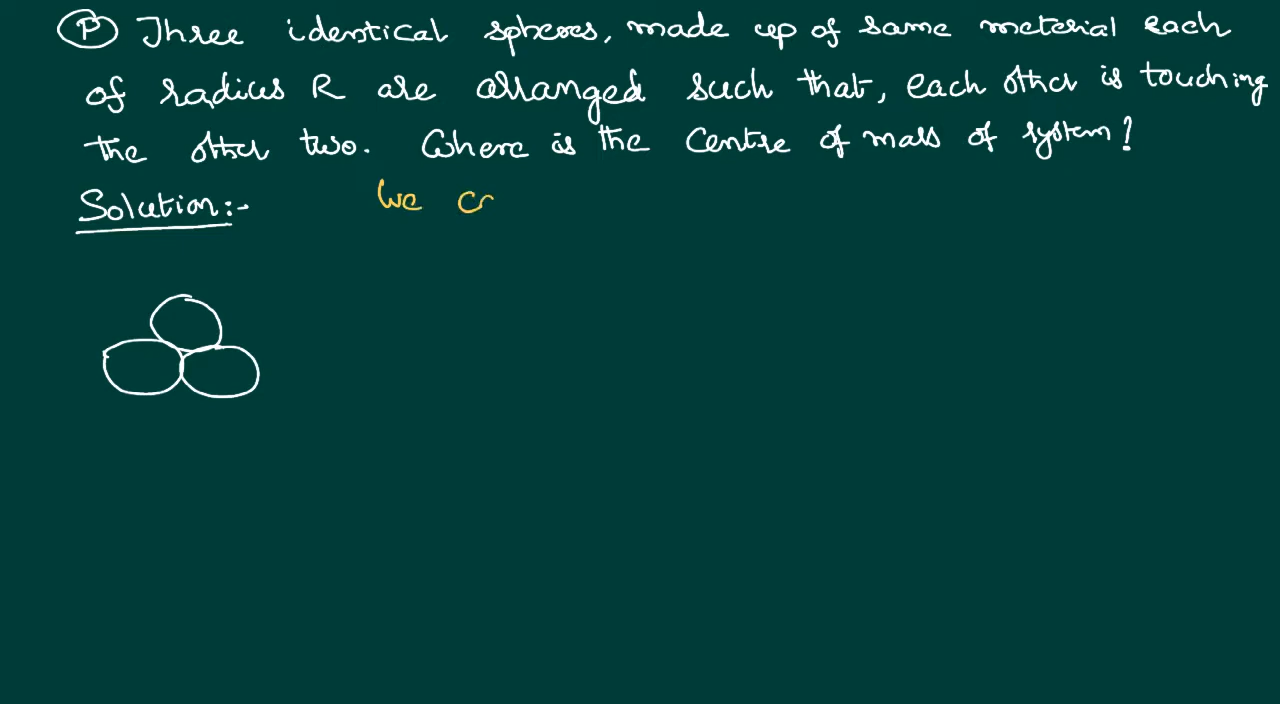 (P) Three identical spheres, made up of same meterial each
of radius R are arranged such that, each other is touching
the other two. Where is the centre of mass of system?
Solution:- We